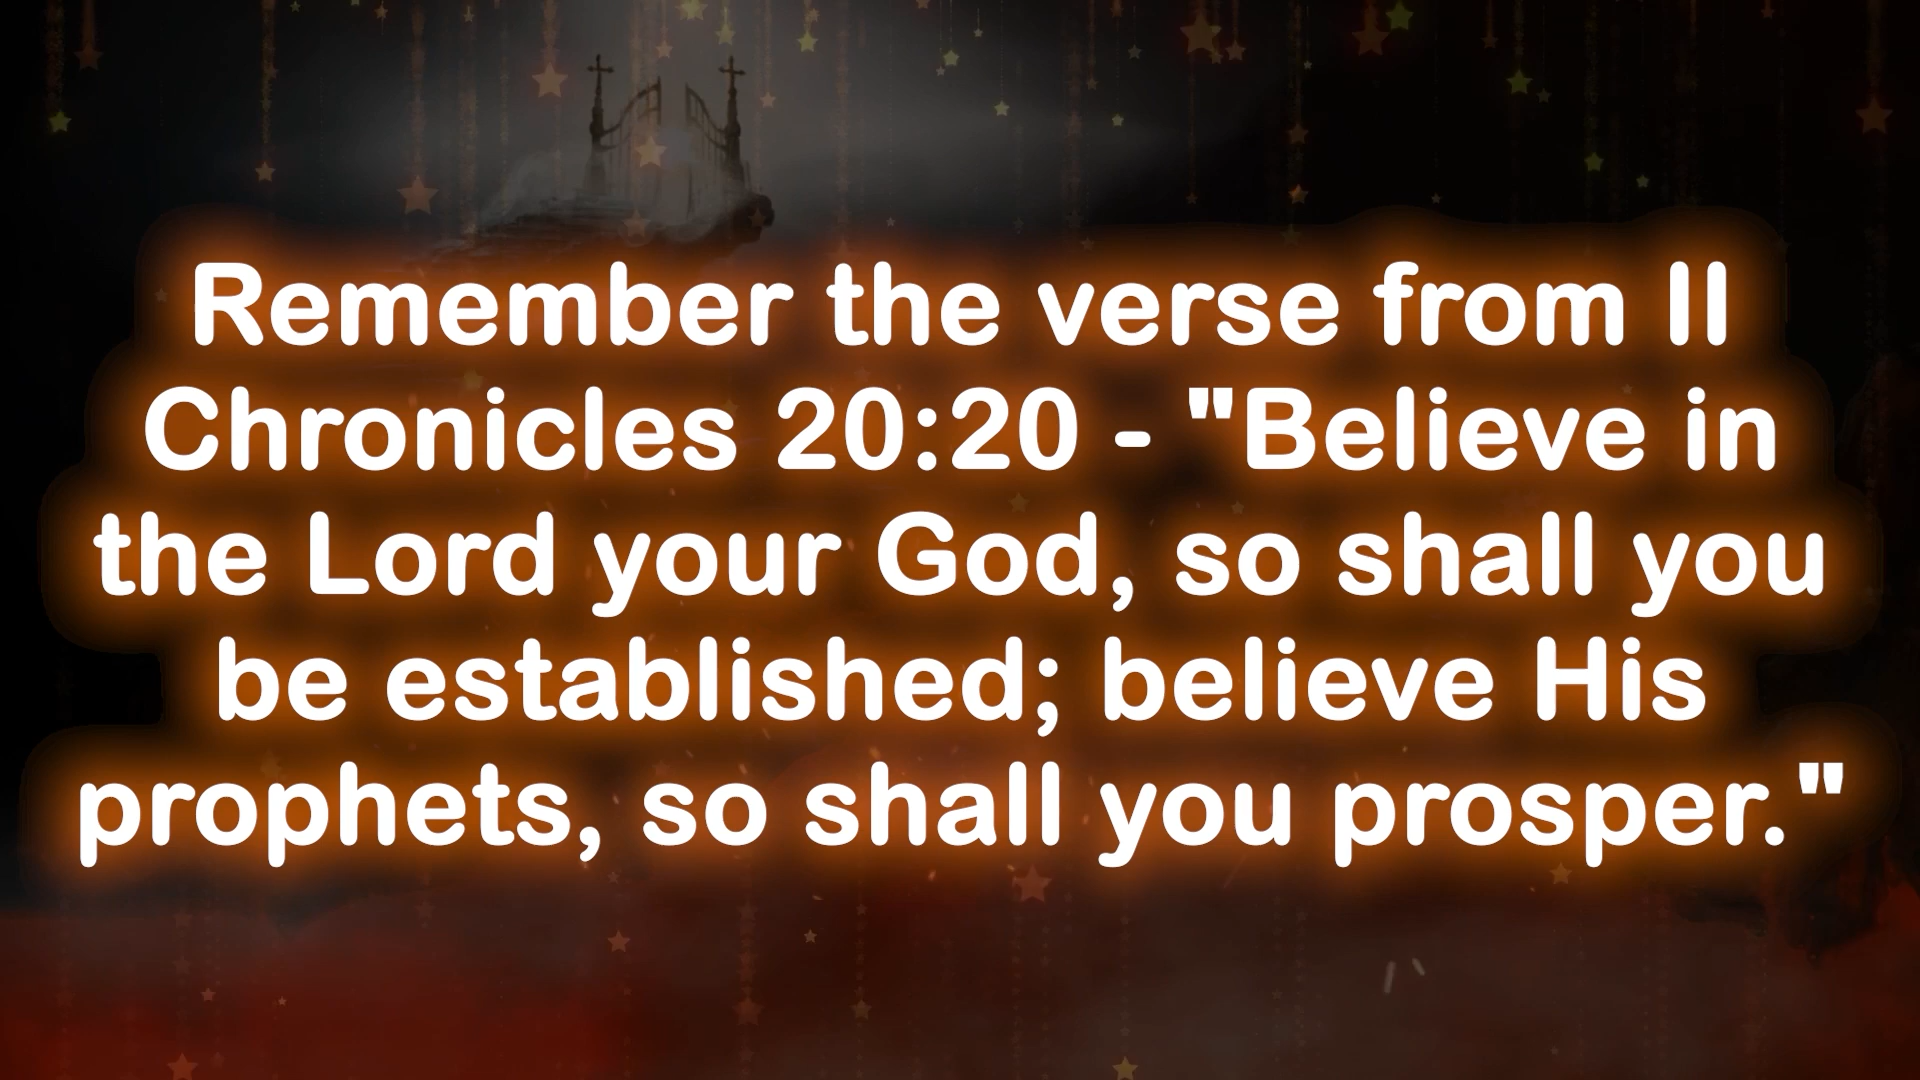 Remember the verse from II
Chronicles 20:20 - "Believe in
the Lord your God, so shall you
be established; believe His
prophets, so shall you prosper."